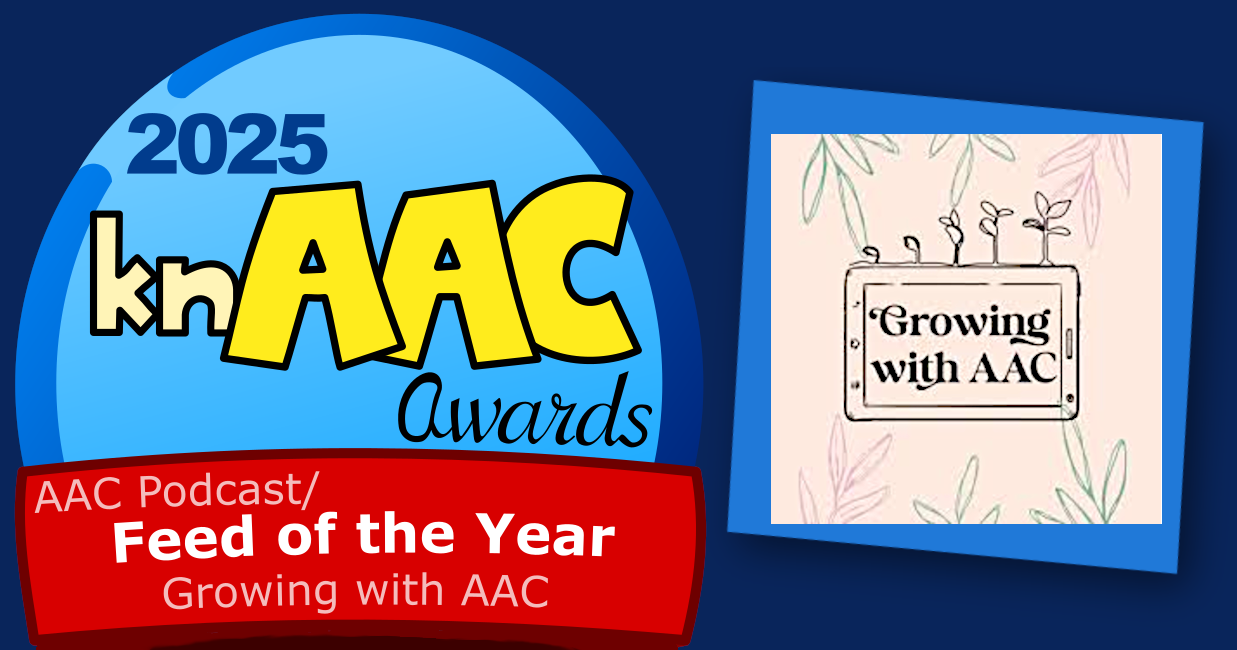 2025
knAAC
Awards
AAC Podcast/
Feed of the Year
Growing with AAC
Growing
with AAC